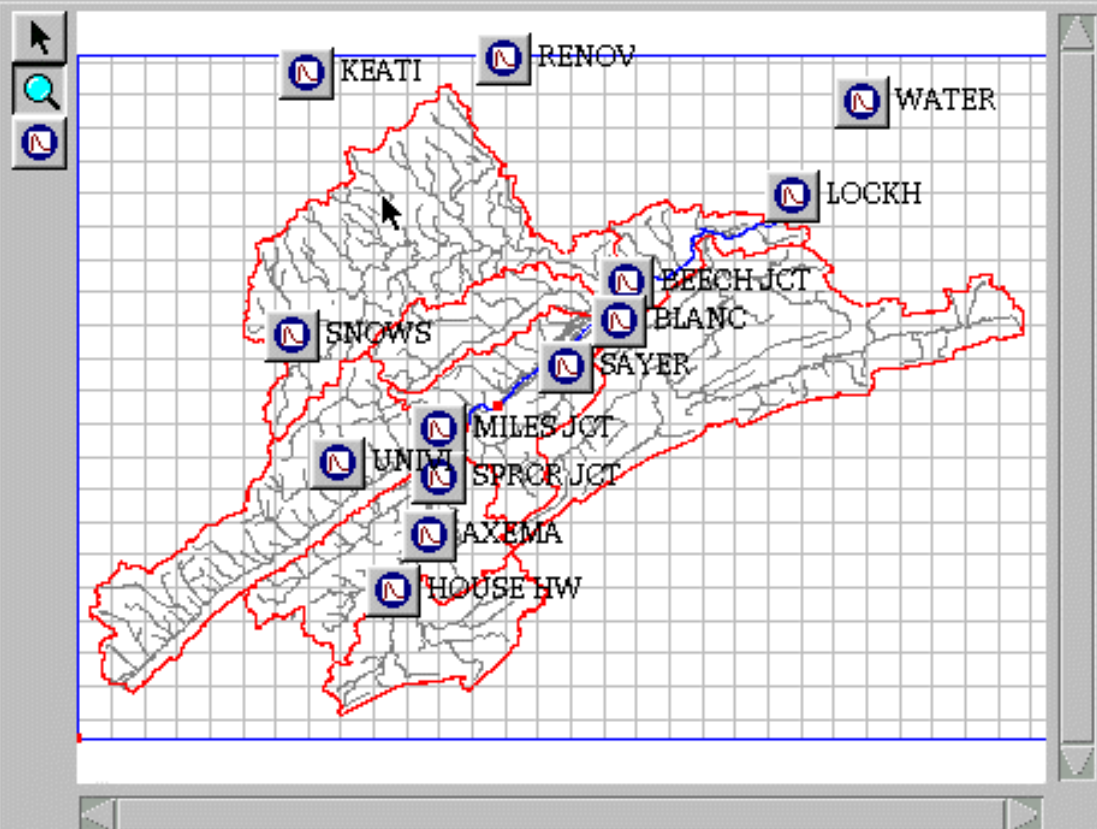 RENOV
KEATI
WATER
LOCKH
BEECH JCT
BLANC
SNOWS
SAYER
MILES JCT
UNIVI
SPRCR JCT
AXEMA
HOUSE HW